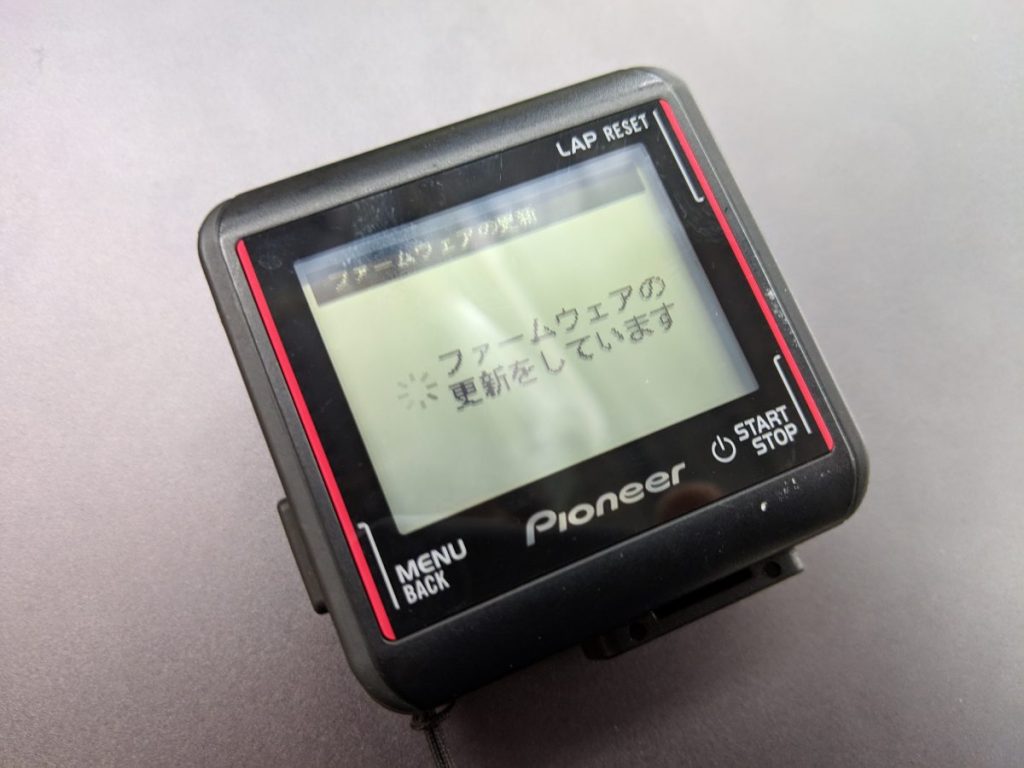 LAP RESET
ファームウェアの更新
ファームウェアの
更新をしています
START
STOP
Pioneer
MENU
BACK